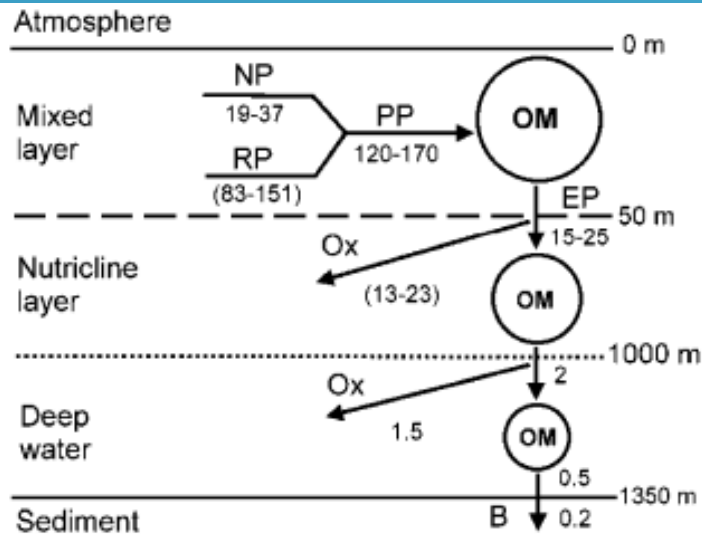 Atmosphere
0 m
NP
19-37
Mixed
layer
PP
120-170
OM
RP
(83-151)
EP
50 m
15-25
Ox
Nutricline
layer
(13-23)
OM
1000 m
Ox
2
Deep
water
1.5
OM
0.5
1350 m
Sediment
B
0.2